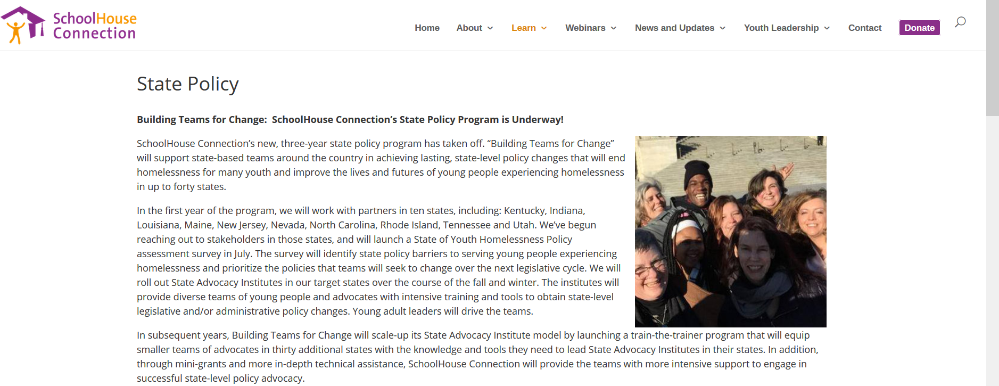 SchoolHouse
Connection
Home About Learn Webinars News and Updates Youth Leadership Contact Donate
State Policy
Building Teams for Change:  SchoolHouse Connection’s State Policy Program is Underway!
SchoolHouse Connection’s new, three-year state policy program has taken off. “Building Teams for Change”
will support state-based teams around the country in achieving lasting, state-level policy changes that will end
homelessness for many youth and improve the lives and futures of young people experiencing homelessness
in up to forty states.
In the first year of the program, we will work with partners in ten states, including: Kentucky, Indiana,
Louisiana, Maine, New Jersey, Nevada, North Carolina, Rhode Island, Tennessee and Utah. We’ve begun
reaching out to stakeholders in those states, and will launch a State of Youth Homelessness Policy
assessment survey in July. The survey will identify state policy barriers to serving young people experiencing
homelessness and prioritize the policies that teams will seek to change over the next legislative cycle. We will
roll out State Advocacy Institutes in our target states over the course of the fall and winter. The institutes will
provide diverse teams of young people and advocates with intensive training and tools to obtain state-level
legislative and/or administrative policy changes. Young adult leaders will drive the teams.
In subsequent years, Building Teams for Change will scale-up its State Advocacy Institute model by launching a train-the-trainer program that will equip
smaller teams of advocates in thirty additional states with the knowledge and tools they need to lead State Advocacy Institutes in their states. In addition,
through mini-grants and more in-depth technical assistance, SchoolHouse Connection will provide the teams with more intensive support to engage in
successful state-level policy advocacy.